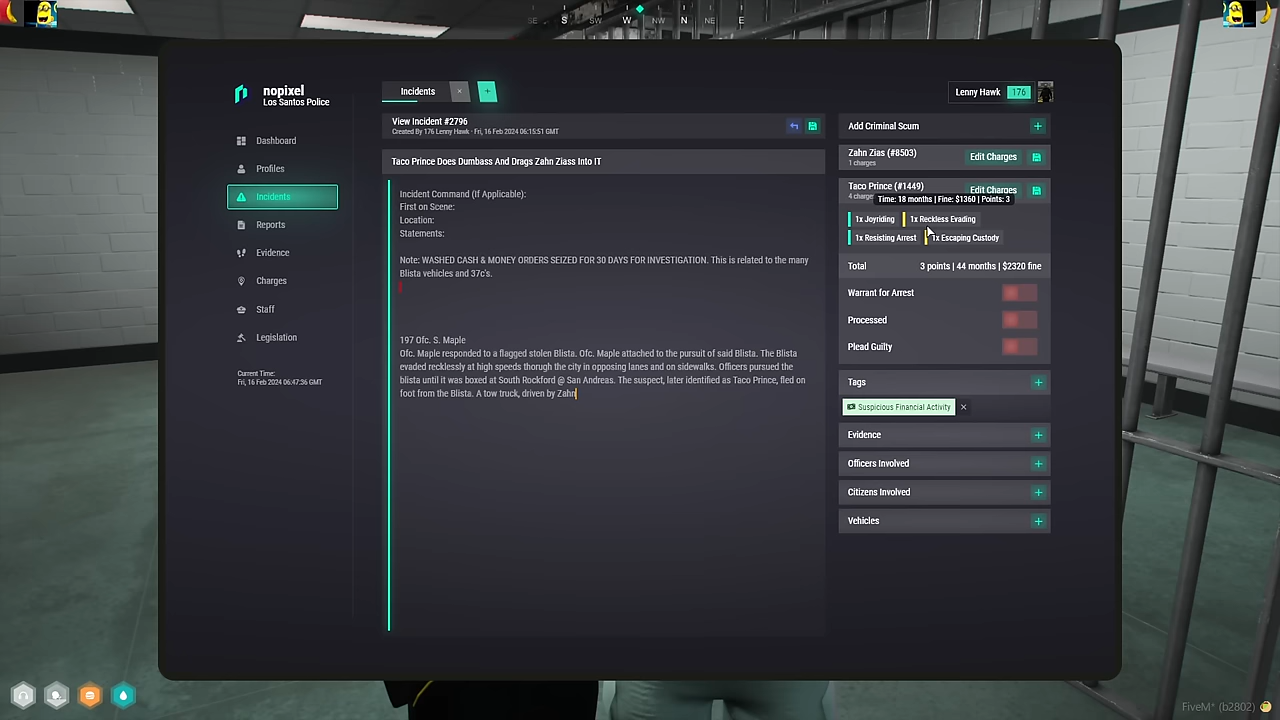 SE S SW W NW N NE E
nopixel
Los Santos Police
Dashboard
Profiles
Incidents
Reports
Evidence
Charges
Staff
Legislation
Current Time:
Fri, 16 Feb 2024 06:47:36 GMT
Incidents
Lenny Hawk 176
View Incident #2796
Created By 176 Lenny Hawk - Fri, 16 Feb 2024 06:15:51 GMT
Taco Prince Does Dumbass And Drags Zahn Ziass Into IT
Incident Command (If Applicable):
First on Scene:
Location:
Statements:
Note: WASHED CASH & MONEY ORDERS SEIZED FOR 30 DAYS FOR INVESTIGATION. This is related to the many
Blista vehicles and 37c's.
197 Ofc. S. Maple
Ofc. Maple responded to a flagged stolen Blista. Ofc. Maple attached to the pursuit of said Blista. The Blista
evaded recklessly at high speeds thorugh the city in opposing lanes and on sidewalks. Officers pursued the
blista until it was boxed at South Rockford @ San Andreas. The suspect, later identified as Taco Prince, fled on
foot from the Blista. A tow truck, driven by Zahn
Add Criminal Scum
Zahn Zias (#8503)
1 charges
Edit Charges
Taco Prince (#1449)
4 charges
Edit Charges
Time: 18 months | Fine: $1360 | Points: 3
1x Joyriding
1x Reckless Evading
1x Resisting Arrest
1x Escaping Custody
Total 3 points | 44 months | $2320 fine
Warrant for Arrest
Processed
Plead Guilty
Tags
Suspicious Financial Activity
Evidence
Officers Involved
Citizens Involved
Vehicles
FiveM* (b2802)